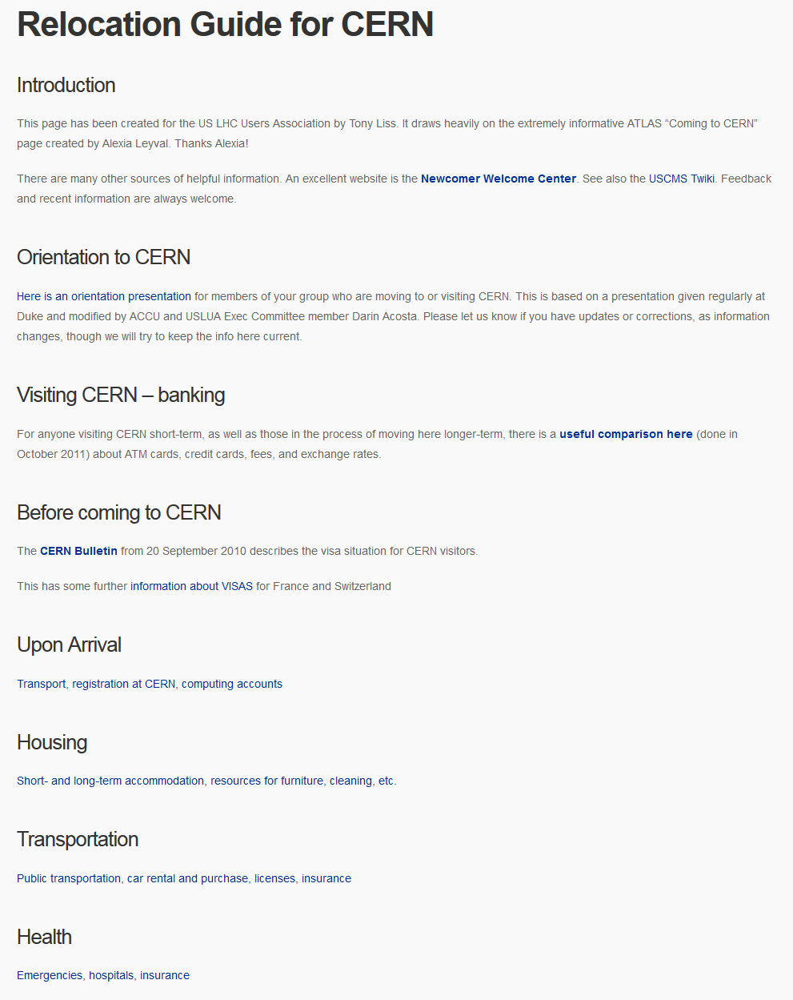 Relocation Guide for CERN
Introduction
This page has been created for the US LHC Users Association by Tony Liss. It draws heavily on the extremely informative ATLAS “Coming to CERN”
page created by Alexia Leyval. Thanks Alexia!
There are many other sources of helpful information. An excellent website is the Newcomer Welcome Center. See also the USCMS Twiki. Feedback
and recent information are always welcome.
Orientation to CERN
Here is an orientation presentation for members of your group who are moving to or visiting CERN. This is based on a presentation given regularly at
Duke and modified by ACCU and USLUA Exec Committee member Darin Acosta. Please let us know if you have updates or corrections, as information
changes, though we will try to keep the info here current.
Visiting CERN – banking
For anyone visiting CERN short-term, as well as those in the process of moving here longer-term, there is a useful comparison here (done in
October 2011) about ATM cards, credit cards, fees, and exchange rates.
Before coming to CERN
The CERN Bulletin from 20 September 2010 describes the visa situation for CERN visitors.
This has some further information about VISAS for France and Switzerland
Upon Arrival
Transport, registration at CERN, computing accounts
Housing
Short- and long-term accommodation, resources for furniture, cleaning, etc.
Transportation
Public transportation, car rental and purchase, licenses, insurance
Health
Emergencies, hospitals, insurance